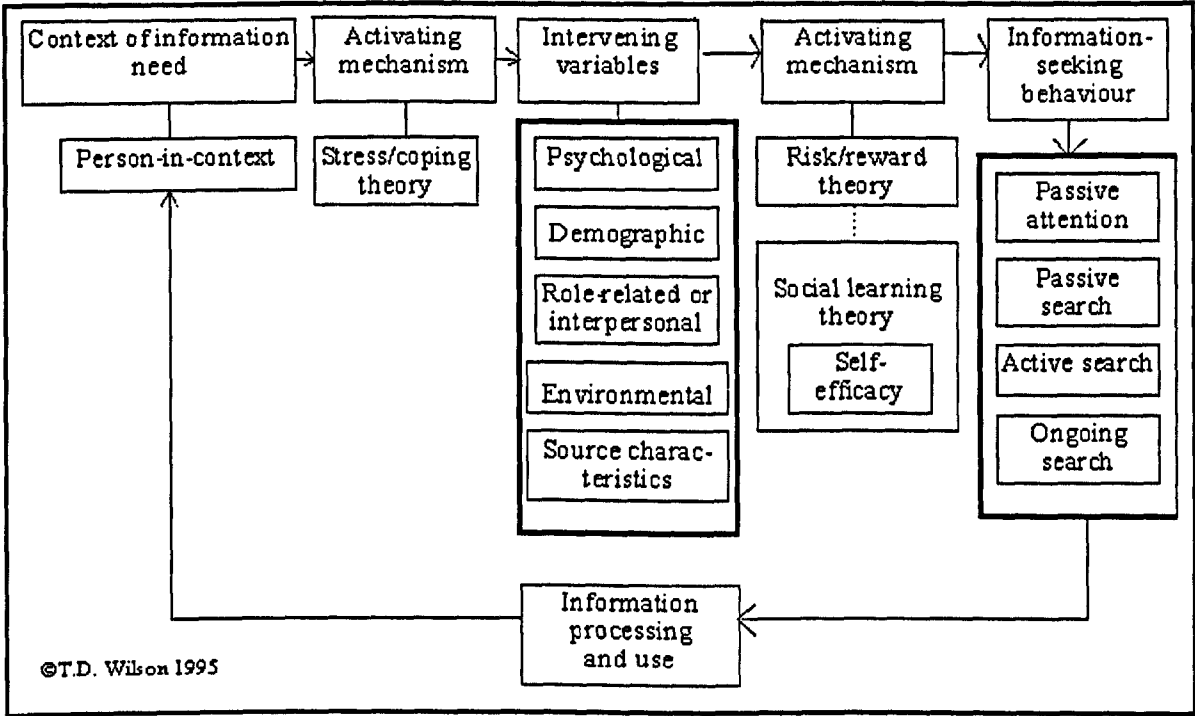 Context of information
need
Activating
mechanism
Intervening
variables
Activating
mechanism
Information-
seeking
behaviour
Person-in-context
Stress/coping
theory
Psychological
Demographic
Role-related or
interpersonal
Environmental
Source charac-
teristics
Risk/reward
theory
Social learning
theory
Self-
efficacy
Passive
attention
Passive
search
Active search
Ongoing
search
Information
processing
and use
©T.D. Wilson 1995